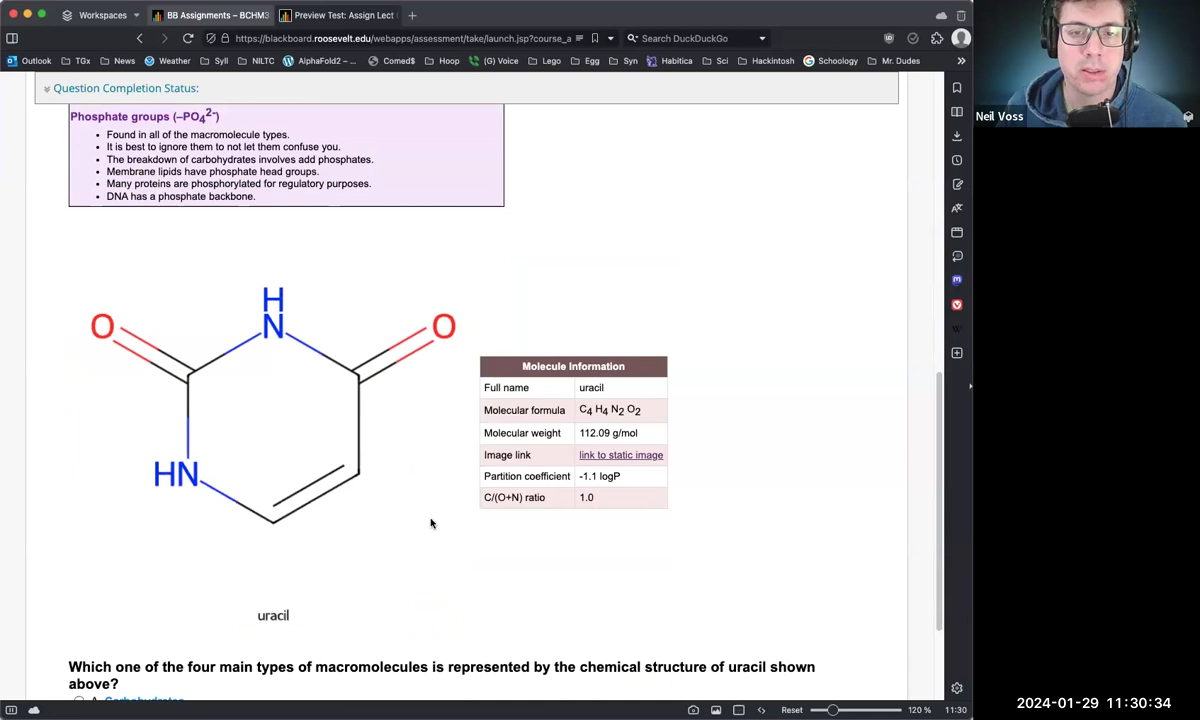 Workspaces
BB Assignments – BCHM3
Preview Test: Assign Lect
https://blackboard.roosevelt.edu/webapps/assessment/take/launch.jsp?course_a
Search DuckDuckGo
Outlook TGx News Weather Syll NILTC AlphaFold2 – ... Comed$ Hoop (G) Voice Lego Egg Syn Habitica Sci Hackintosh Schoology Mr. Dudes
Neil Voss
Question Completion Status:
Phosphate groups (–PO₄²⁻)
• Found in all of the macromolecule types.
• It is best to ignore them to not let them confuse you.
• The breakdown of carbohydrates involves add phosphates.
• Membrane lipids have phosphate head groups.
• Many proteins are phosphorylated for regulatory purposes.
• DNA has a phosphate backbone.
H
O N O
HN
uracil
Molecule Information
Full name uracil
Molecular formula C₄ H₄ N₂ O₂
Molecular weight 112.09 g/mol
Image link link to static image
Partition coefficient -1.1 logP
C/(O+N) ratio 1.0
Which one of the four main types of macromolecules is represented by the chemical structure of uracil shown
above?
A. Carbohydrates
Reset 120 % 11:30
2024-01-29 11:30:34